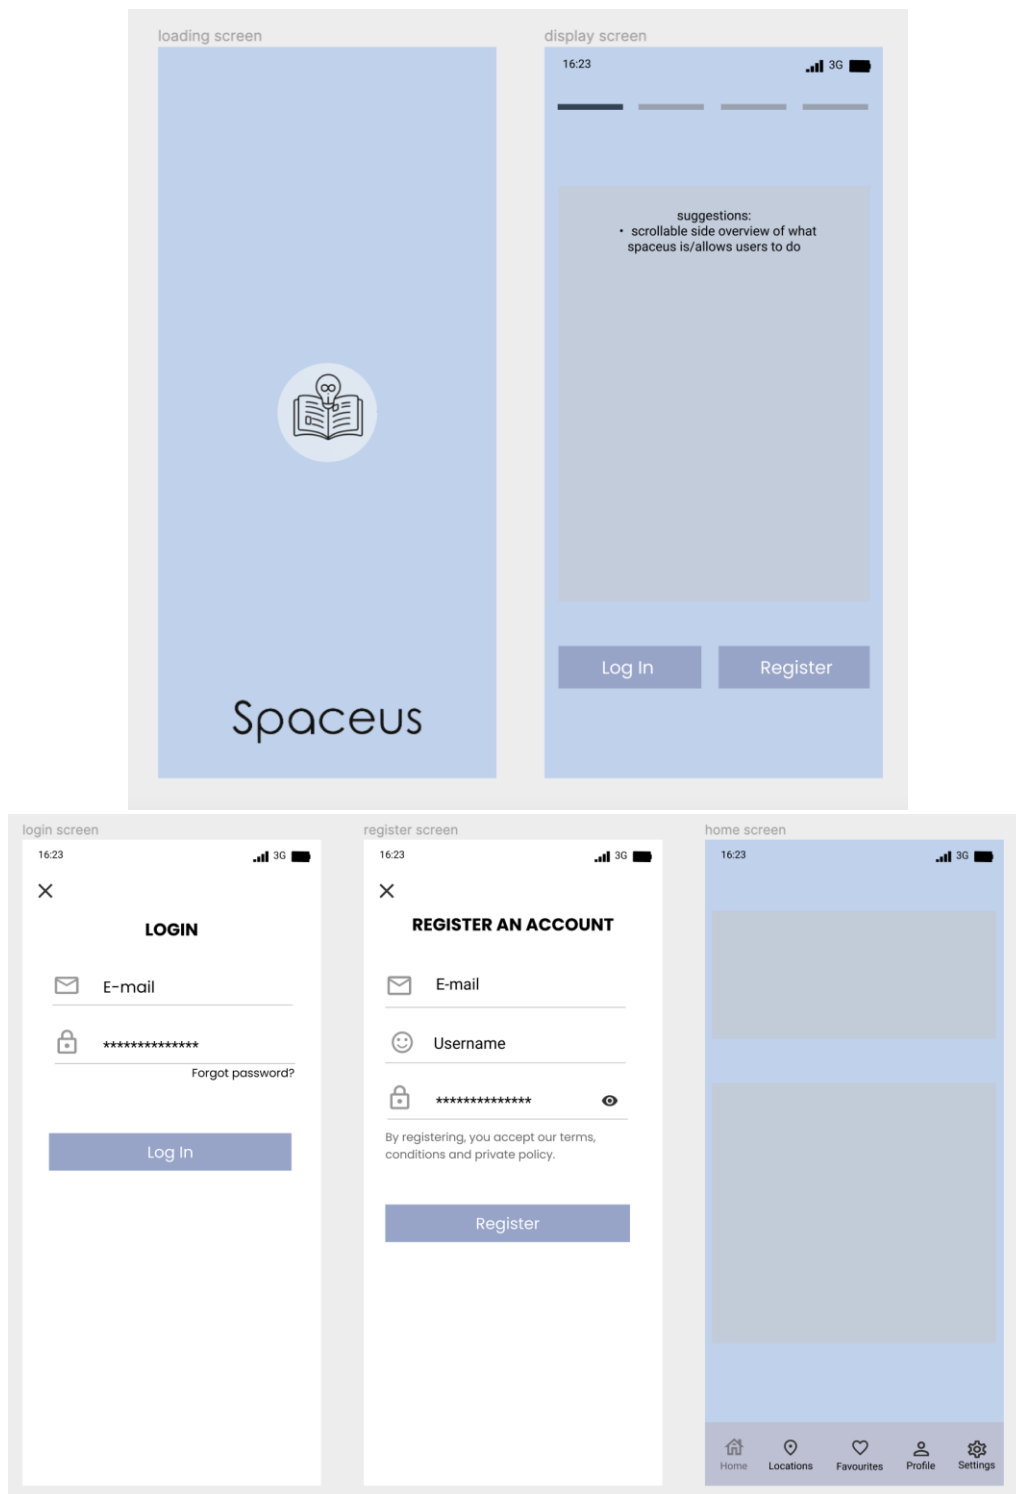 loading screen
Spaceus
display screen
16:23
3G
suggestions:
• scrollable side overview of what
spaceus is/allows users to do
Log In
Register
login screen
16:23
3G
LOGIN
E-mail
**************
Forgot password?
Log In
register screen
16:23
3G
REGISTER AN ACCOUNT
E-mail
Username
**************
By registering, you accept our terms,
conditions and private policy.
Register
home screen
16:23
3G
Home
Locations
Favourites
Profile
Settings